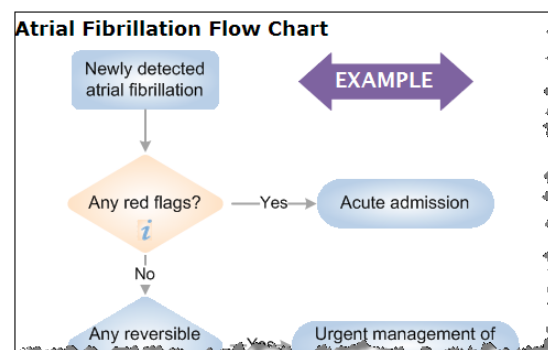 Atrial Fibrillation Flow Chart
Newly detected
atrial fibrillation
EXAMPLE
Any red flags?
i
Yes
Acute admission
No
Any reversible
Yes
Urgent management of